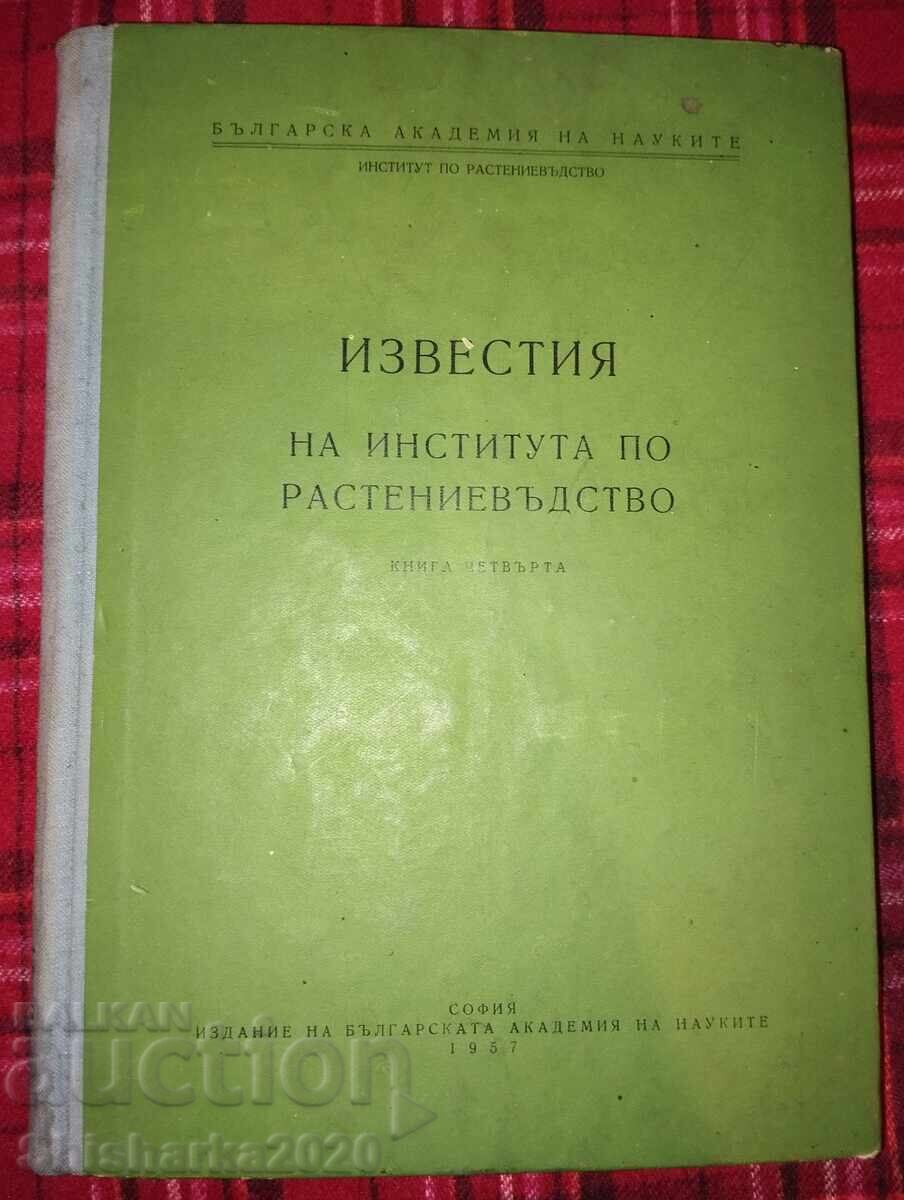 БЪЛГАРСКА АКАДЕМИЯ НА НАУКИТЕ
ИНСТИТУТ ПО РАСТЕНИЕВЪДСТВО
ИЗВЕСТИЯ
НА ИНСТИТУТА ПО
РАСТЕНИЕВЪДСТВО
КНИГА ЧЕТВЪРТА
СОФИЯ
ИЗДАНИЕ НА БЪЛГАРСКАТА АКАДЕМИЯ НА НАУКИТЕ
1957
BALKAN
auction
Shisharka2020